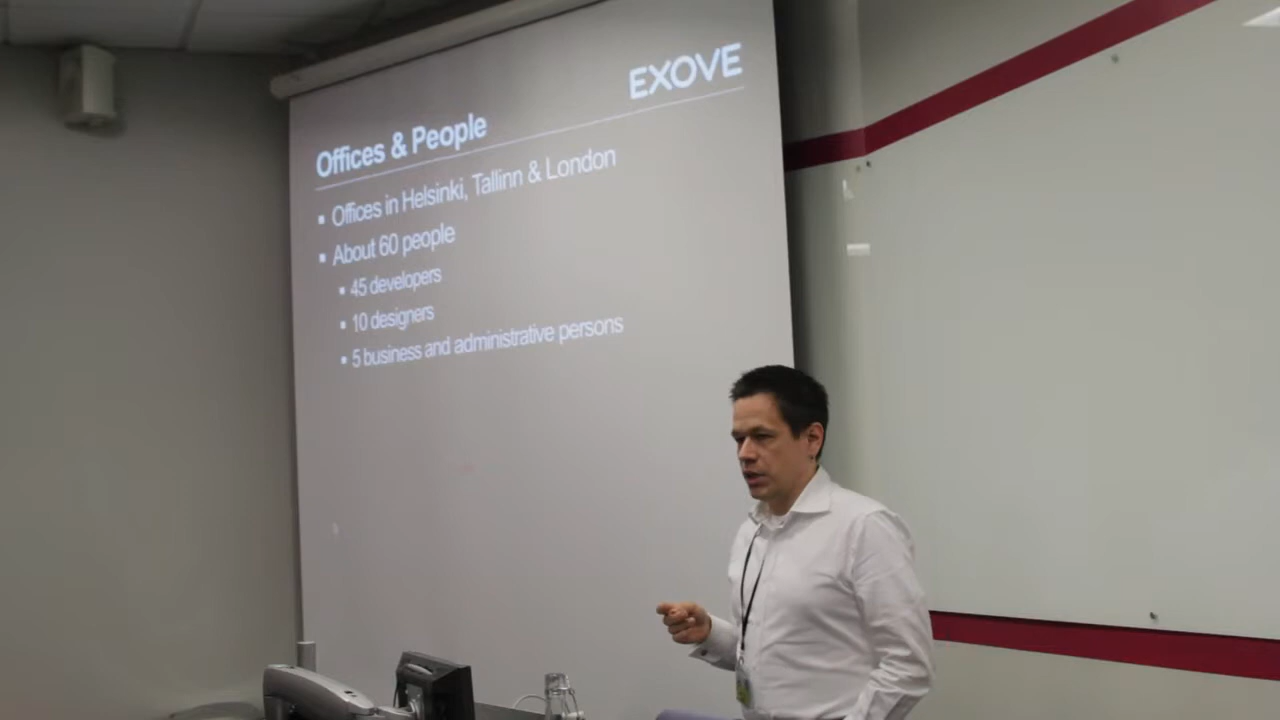 EXOVE
Offices & People
▪ Offices in Helsinki, Tallinn & London
▪ About 60 people
▪ 45 developers
▪ 10 designers
▪ 5 business and administrative persons